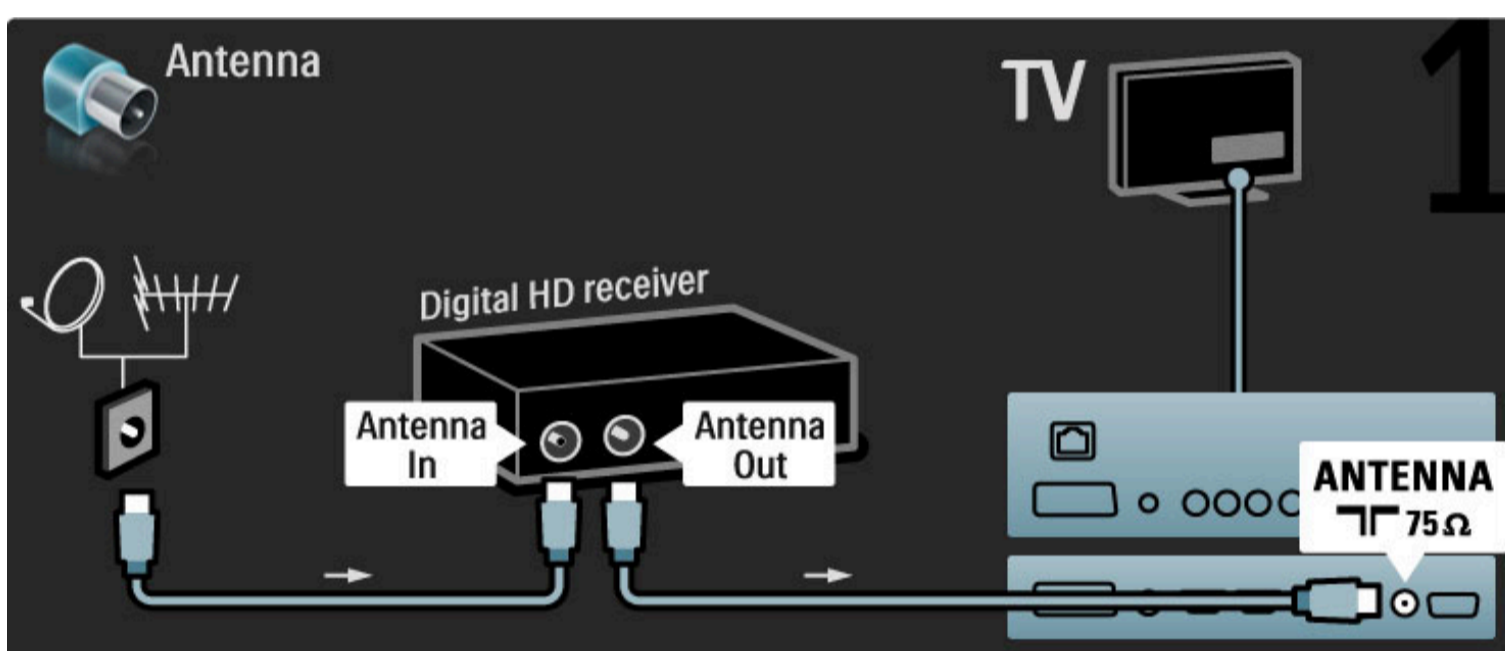 Antenna
TV
1
Digital HD receiver
Antenna
In
Antenna
Out
ANTENNA
75Ω